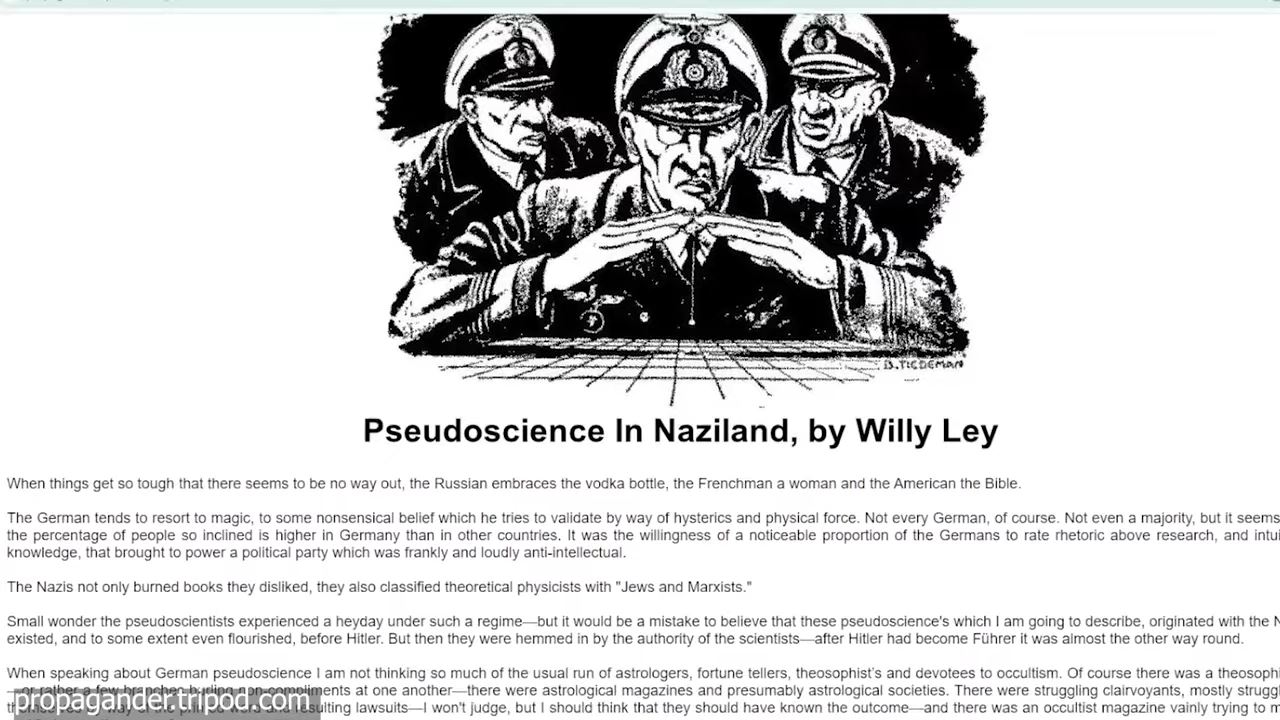 B.TIEDEMAN
Pseudoscience In Naziland, by Willy Ley
When things get so tough that there seems to be no way out, the Russian embraces the vodka bottle, the Frenchman a woman and the American the Bible.
The German tends to resort to magic, to some nonsensical belief which he tries to validate by way of hysterics and physical force. Not every German, of course. Not even a majority, but it seems
the percentage of people so inclined is higher in Germany than in other countries. It was the willingness of a noticeable proportion of the Germans to rate rhetoric above research, and intui
knowledge, that brought to power a political party which was frankly and loudly anti-intellectual.
The Nazis not only burned books they disliked, they also classified theoretical physicists with "Jews and Marxists."
Small wonder the pseudoscientists experienced a heyday under such a regime—but it would be a mistake to believe that these pseudoscience's which I am going to describe, originated with the N
existed, and to some extent even flourished, before Hitler. But then they were hemmed in by the authority of the scientists—after Hitler had become Führer it was almost the other way round.
When speaking about German pseudoscience I am not thinking so much of the usual run of astrologers, fortune tellers, theosophist's and devotees to occultism. Of course there was a theosophi
—or rather a few branches hurling non-compliments at one another—there were astrological magazines and presumably astrological societies. There were struggling clairvoyants, mostly struggl
resulting lawsuits—I won't judge, but I should think that they should have known the outcome—and there was an occultist magazine vainly trying to m
propagander.tripod.com